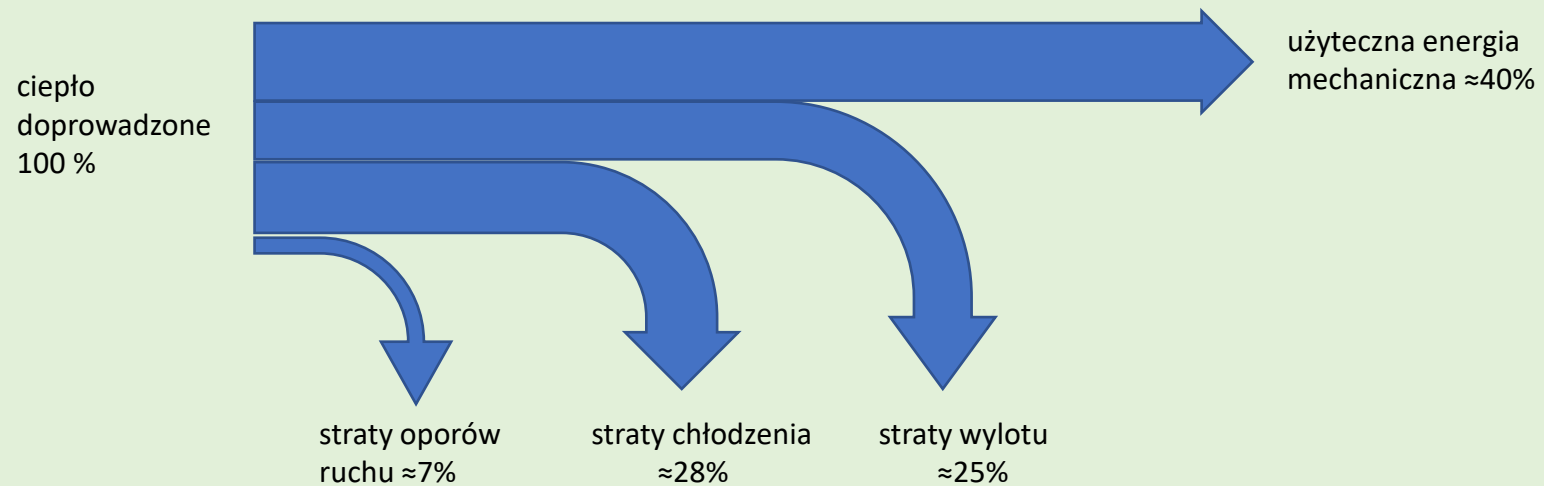 ciepło
doprowadzone
100 %
użyteczna energia
mechaniczna ≈40%
straty oporów
ruchu ≈7%
straty chłodzenia
≈28%
straty wylotu
≈25%